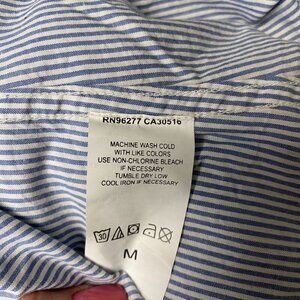 RN96277 CA30516
MACHINE WASH COLD
WITH LIKE COLORS
USE NON-CHLORINE BLEACH
IF NECESSARY
TUMBLE DRY LOW
COOL IRON IF NECESSARY
30
M